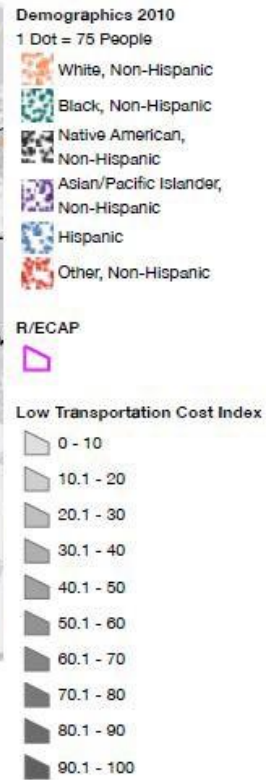 Demographics 2010
1 Dot = 75 People
White, Non-Hispanic
Black, Non-Hispanic
Native American,
Non-Hispanic
Asian/Pacific Islander,
Non-Hispanic
Hispanic
Other, Non-Hispanic
R/ECAP
Low Transportation Cost Index
0 - 10
10.1 - 20
20.1 - 30
30.1 - 40
40.1 - 50
50.1 - 60
60.1 - 70
70.1 - 80
80.1 - 90
90.1 - 100